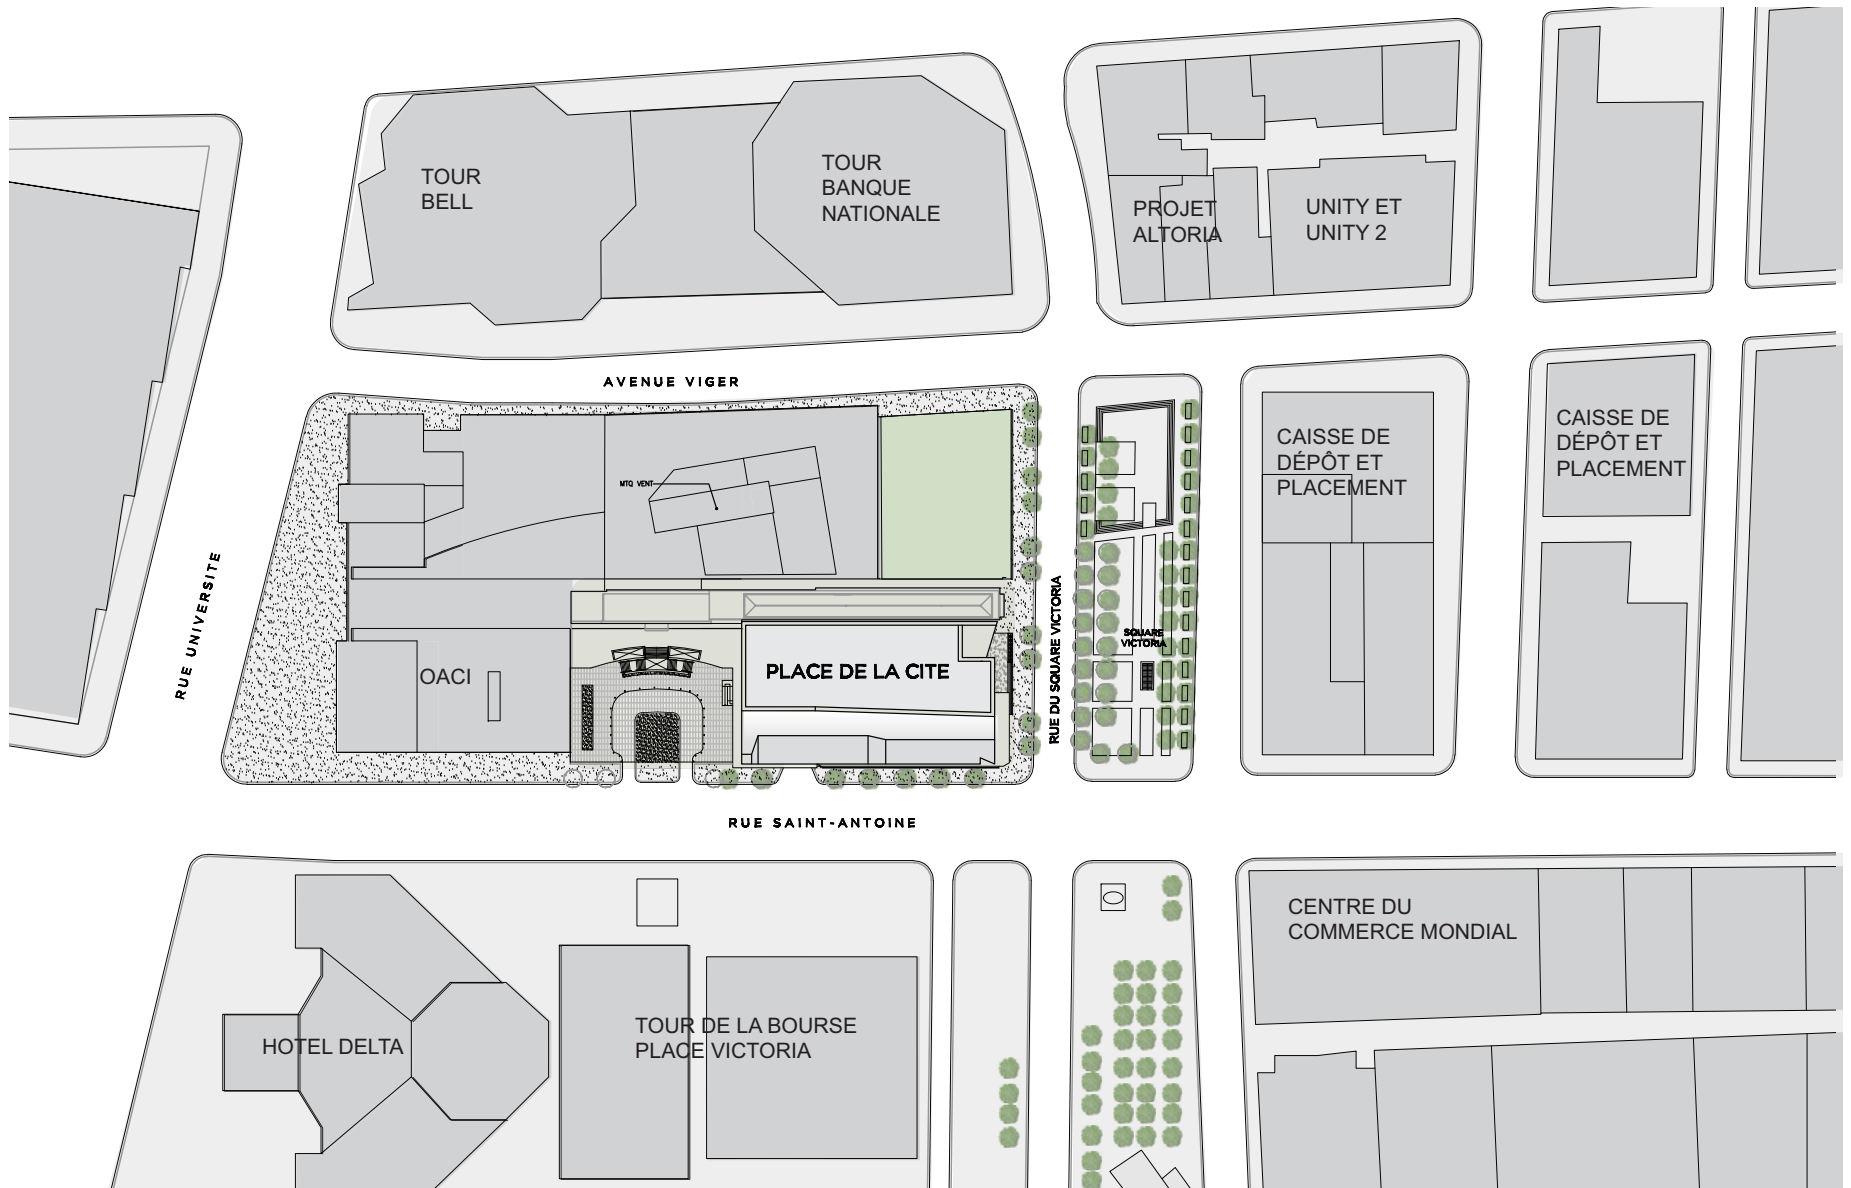 TOUR
BELL
TOUR
BANQUE
NATIONALE
PROJET
ALTORIA
UNITY ET
UNITY 2
AVENUE VIGER
MTQ VENT
CAISSE DE
DÉPÔT ET
PLACEMENT
CAISSE DE
DÉPÔT ET
PLACEMENT
RUE UNIVERSITE
OACI
PLACE DE LA CITE
RUE DU SQUARE VICTORIA
SQUARE
VICTORIA
RUE SAINT-ANTOINE
HOTEL DELTA
TOUR DE LA BOURSE
PLACE VICTORIA
CENTRE DU
COMMERCE MONDIAL